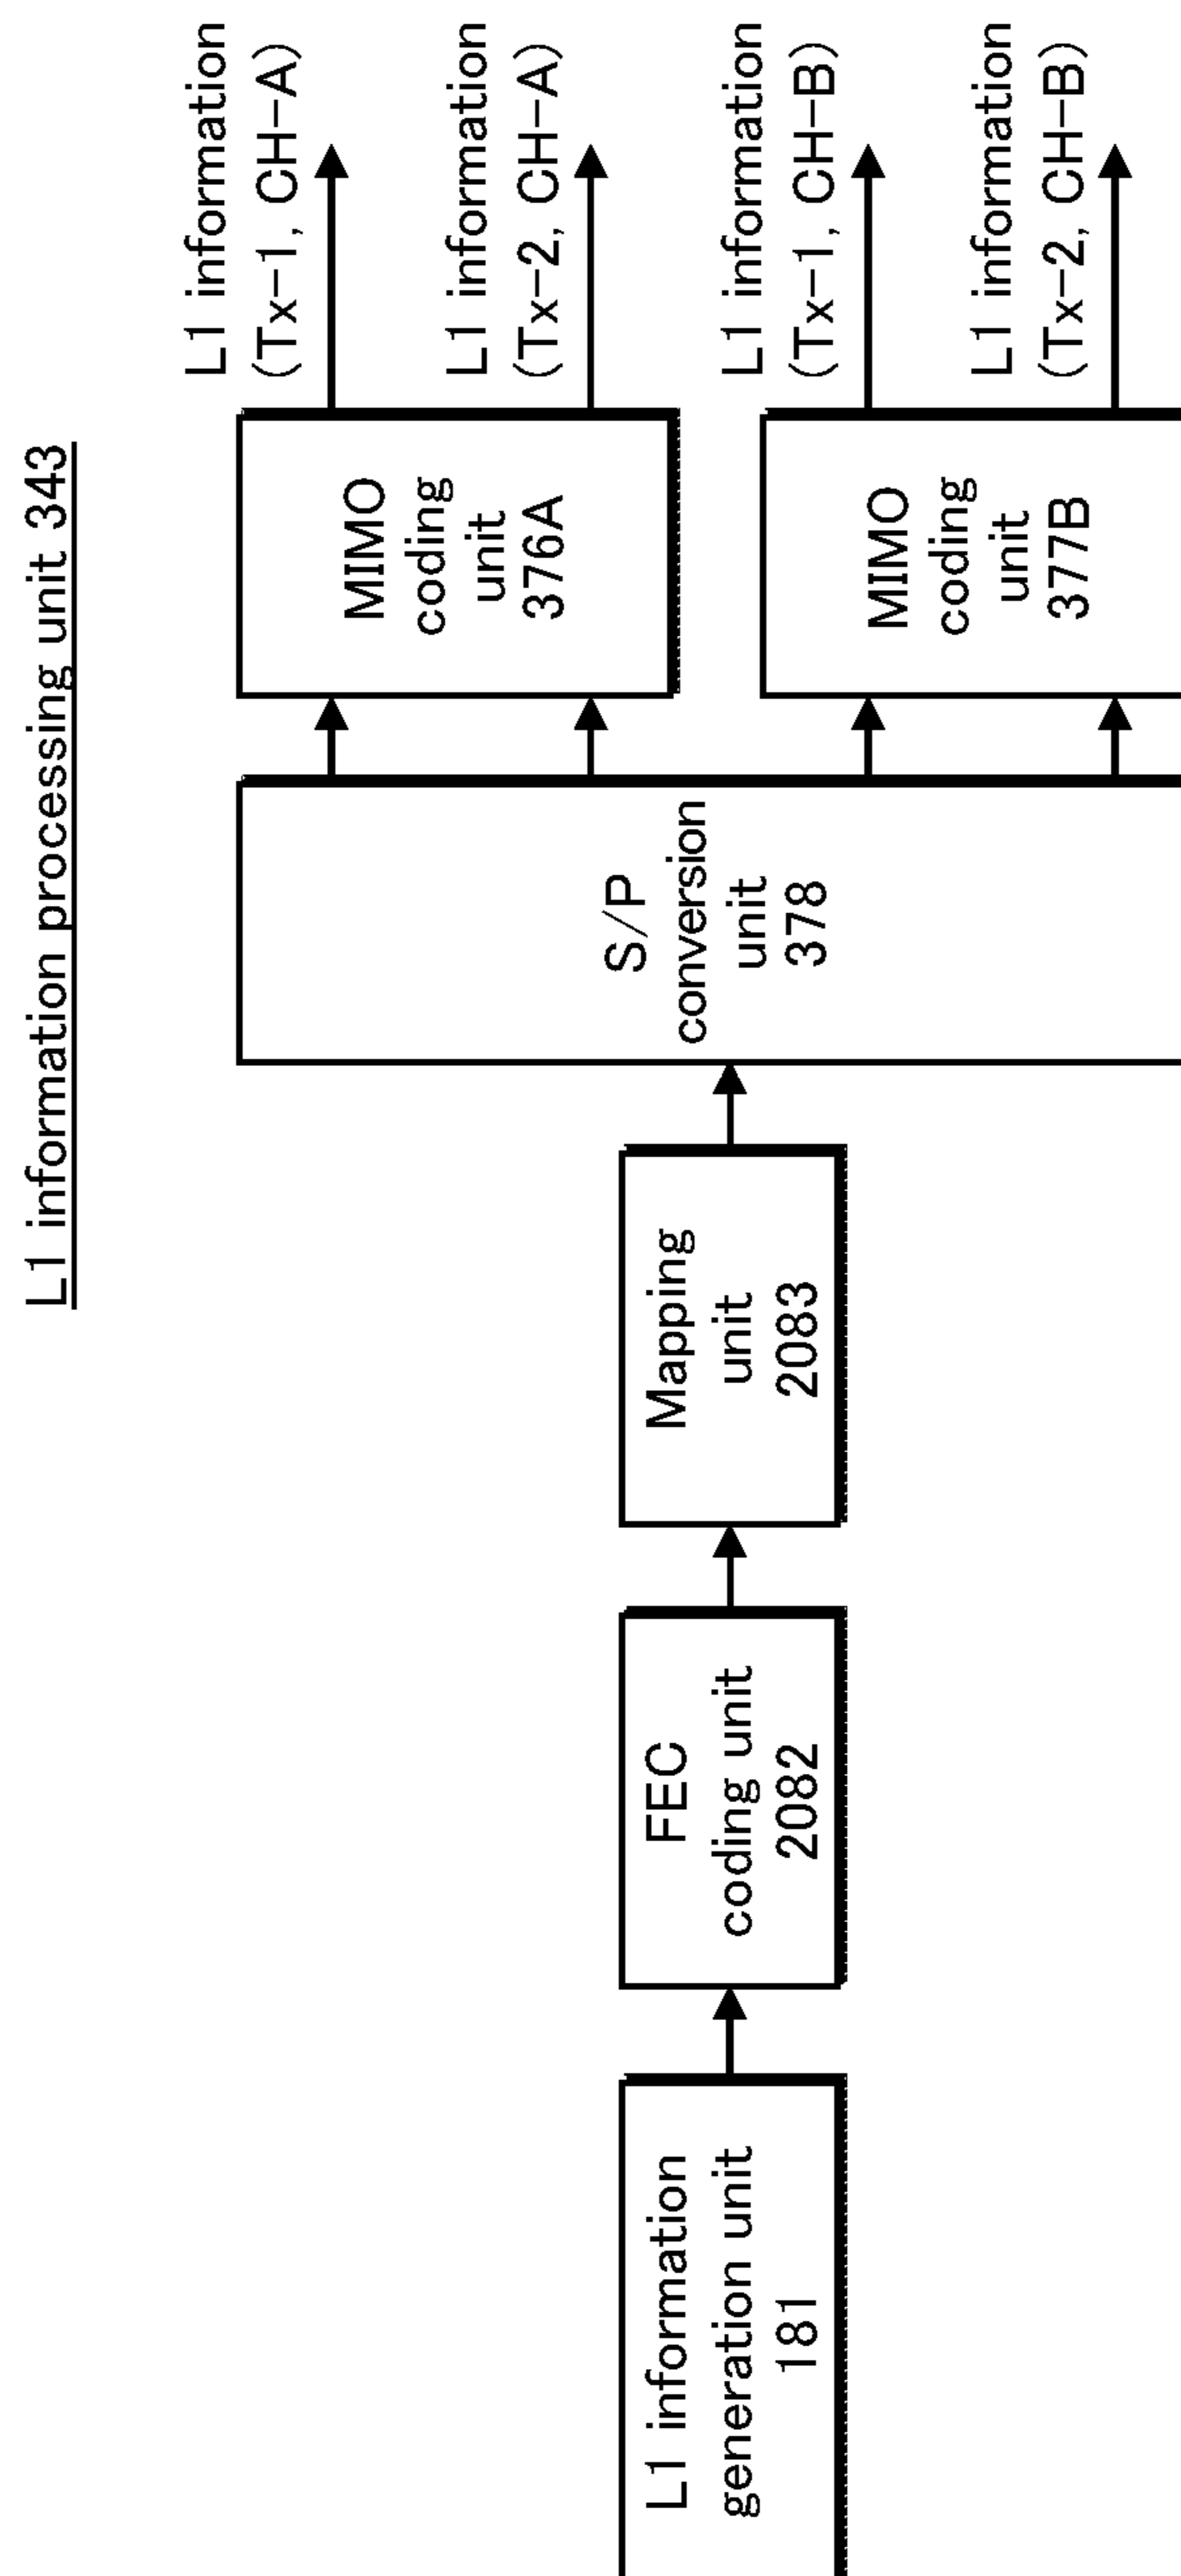 L1 information processing unit 343
L1 information
generation unit
181
FEC
coding unit
2082
Mapping
unit
2083
S/P
conversion
unit
378
MIMO
coding
unit
376A
MIMO
coding
unit
377B
L1 information
(Tx-1, CH-A)
L1 information
(Tx-2, CH-A)
L1 information
(Tx-1, CH-B)
L1 information
(Tx-2, CH-B)